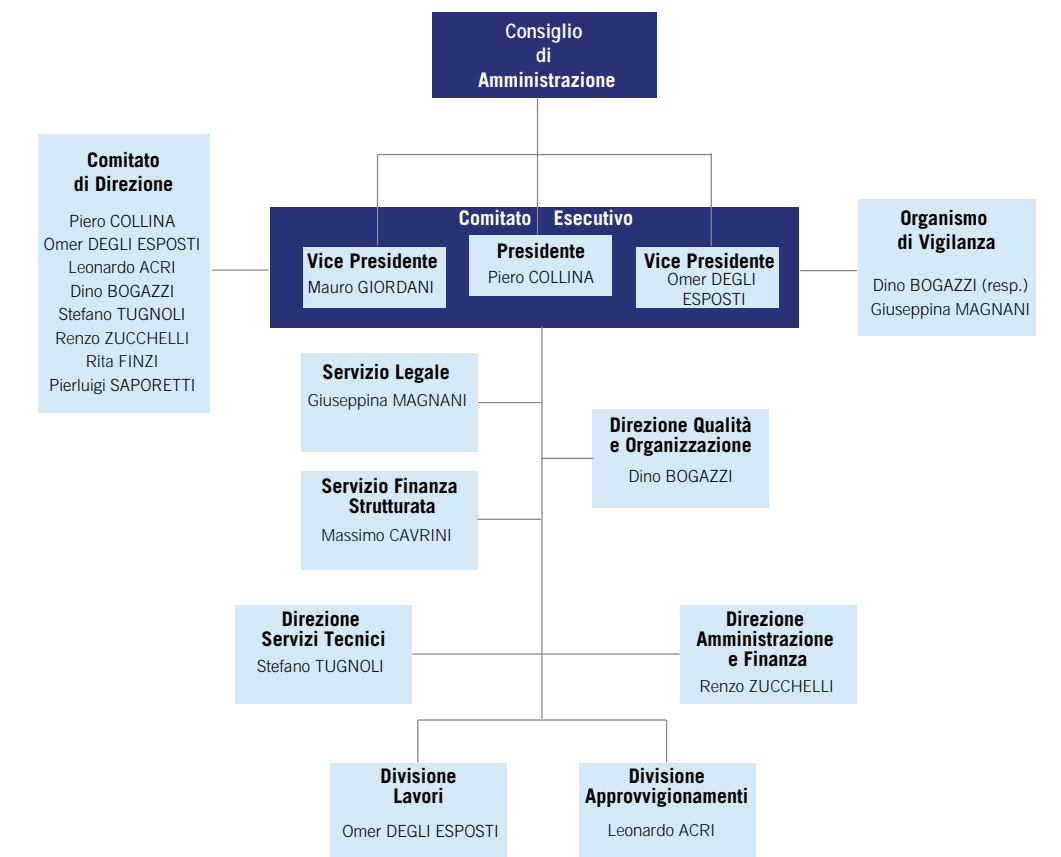 Consiglio
di
Amministrazione
Comitato
di Direzione
Piero COLLINA
Omer DEGLI ESPOSTI
Leonardo ACRI
Dino BOGAZZI
Stefano TUGNOLI
Renzo ZUCCHELLI
Rita FINZI
Pierluigi SAPORETTI
Comitato Esecutivo
Vice Presidente
Mauro GIORDANI
Presidente
Piero COLLINA
Vice Presidente
Omer DEGLI
ESPOSTI
Organismo
di Vigilanza
Dino BOGAZZI (resp.)
Giuseppina MAGNANI
Servizio Legale
Giuseppina MAGNANI
Direzione Qualità
e Organizzazione
Dino BOGAZZI
Servizio Finanza
Strutturata
Massimo CAVRINI
Direzione
Servizi Tecnici
Stefano TUGNOLI
Direzione
Amministrazione
e Finanza
Renzo ZUCCHELLI
Divisione
Lavori
Omer DEGLI ESPOSTI
Divisione
Approvvigionamenti
Leonardo ACRI